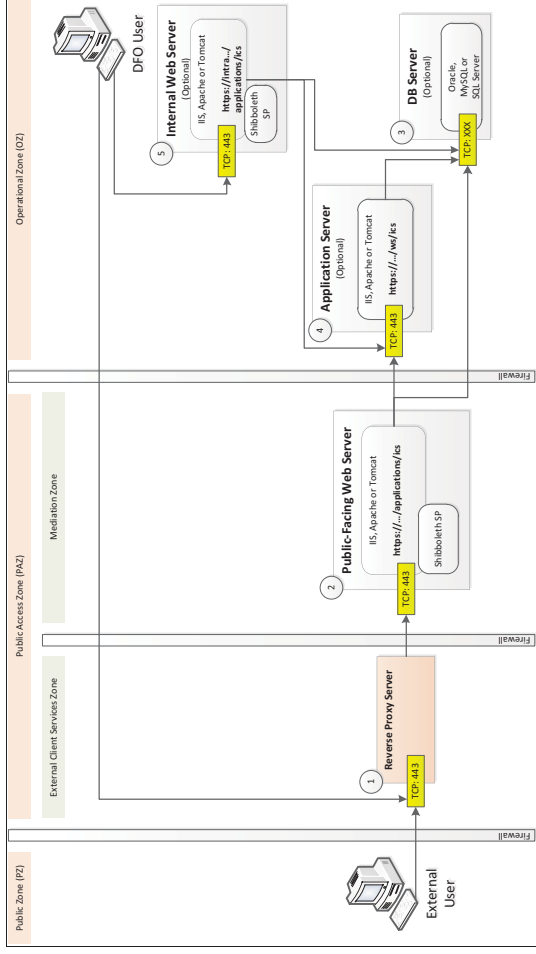 Public Zone (PZ)
Public Access Zone (PAZ)
Operational Zone (OZ)
External Client Services Zone
Mediation Zone
Firewall
Firewall
Firewall
External
User
1
Reverse Proxy Server
TCP: 443
2
Public-Facing Web Server
IIS, Apache or Tomcat
https://.../applications/ics
Shibboleth SP
TCP: 443
4
Application Server
(Optional)
IIS, Apache or Tomcat
https://.../ws/ics
TCP: 443
5
Internal Web Server
(Optional)
IIS, Apache or Tomcat
https://intra.../
applications/ics
Shibboleth
SP
TCP: 443
3
DB Server
(Optional)
Oracle,
MySQL or
SQL Server
TCP: XXX
DFO User